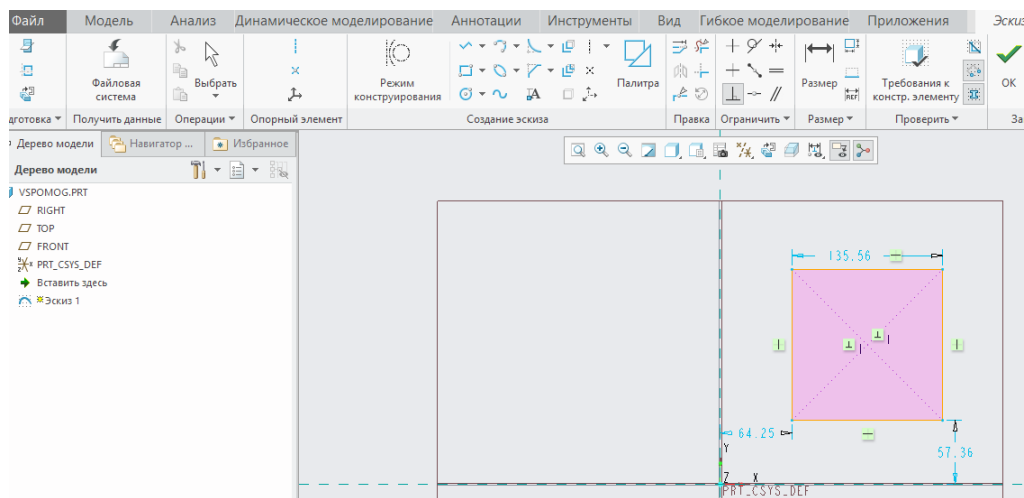 Файл Модель Анализ Динамическое моделирование Аннотации Инструменты Вид Гибкое моделирование Приложения Эскиз
Файловая система
Выбрать
Режим конструирования
A
Палитра
Размер
REF
Требования к констр. элементу
ОК
дготовка Получить данные Операции Опорный элемент Создание эскиза Правка Ограничить Размер Проверить За
Дерево модели Навигатор ... Избранное
Дерево модели
VSPOMOG.PRT
RIGHT
TOP
FRONT
PRT_CSYS_DEF
Вставить здесь
Эскиз 1
135.56
64.25
57.36
Y
Z X
PRT_CSYS_DEF